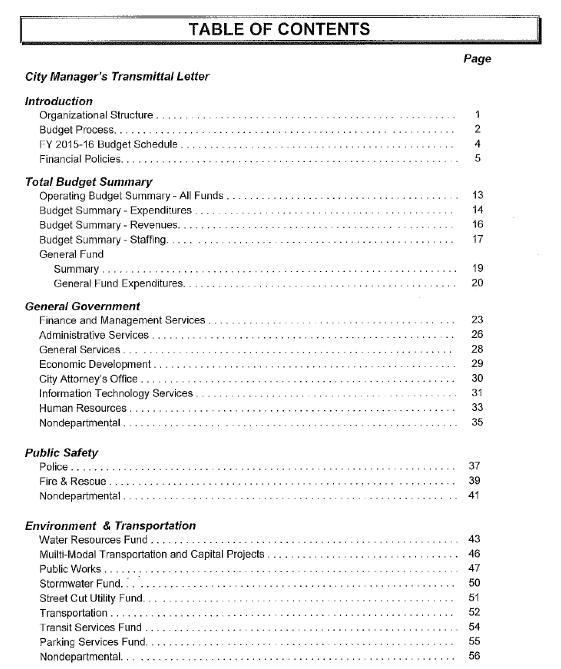 TABLE OF CONTENTS
Page
City Manager's Transmittal Letter
Introduction
Organizational Structure . . . . . . . . . . 1
Budget Process. . . . . . . . . . 2
FY 2015-16 Budget Schedule . . . . . . . . . . 4
Financial Policies. . . . . . . . . . 5
Total Budget Summary
Operating Budget Summary - All Funds . . . . . . . . . . 13
Budget Summary - Expenditures . . . . . . . . . . 14
Budget Summary - Revenues. . . . . . . . . . 16
Budget Summary - Staffing. . . . . . . . . . 17
General Fund
Summary . . . . . . . . . . 19
General Fund Expenditures. . . . . . . . . . 20
General Government
Finance and Management Services . . . . . . . . . . 23
Administrative Services . . . . . . . . . . 26
General Services . . . . . . . . . . 28
Economic Development . . . . . . . . . . 29
City Attorney's Office . . . . . . . . . . 30
Information Technology Services . . . . . . . . . . 31
Human Resources . . . . . . . . . . 33
Nondepartmental . . . . . . . . . . 35
Public Safety
Police . . . . . . . . . . 37
Fire & Rescue . . . . . . . . . . 39
Nondepartmental . . . . . . . . . . 41
Environment & Transportation
Water Resources Fund . . . . . . . . . . 43
Muilti-Modal Transportation and Capital Projects . . . . . . . . . . 46
Public Works . . . . . . . . . . 47
Stormwater Fund. . . . . . . . . . 50
Street Cut Utility Fund. . . . . . . . . . 51
Transportation . . . . . . . . . . 52
Transit Services Fund . . . . . . . . . . 54
Parking Services Fund. . . . . . . . . . 55
Nondepartmental. . . . . . . . . . 56